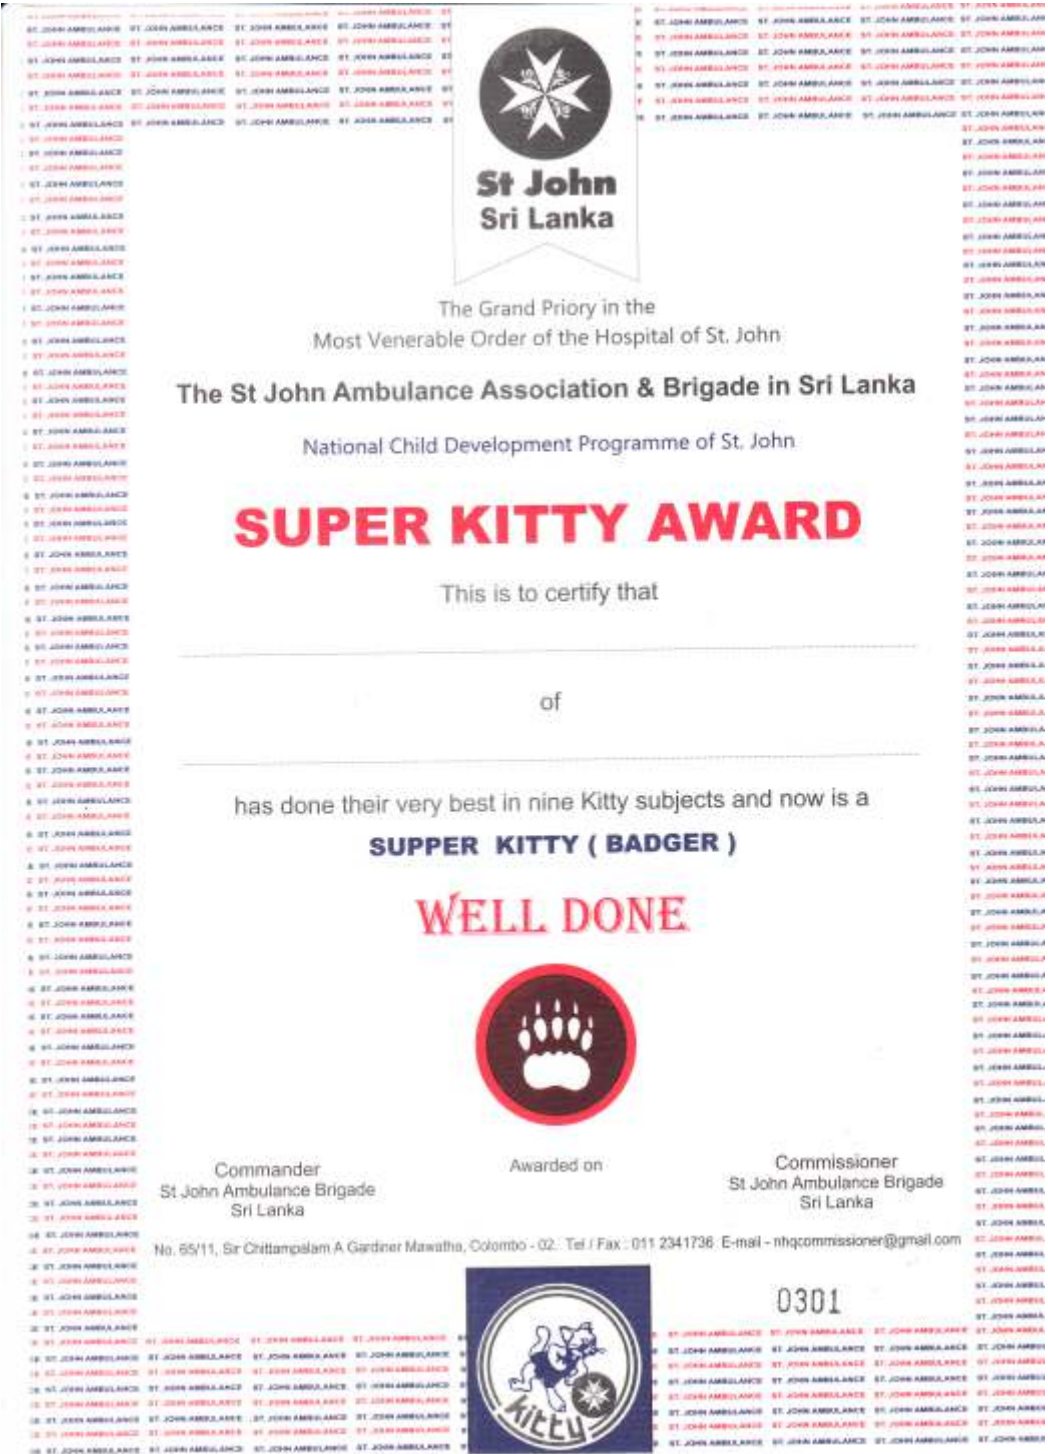 St John
Sri Lanka
The Grand Priory in the
Most Venerable Order of the Hospital of St. John
The St John Ambulance Association & Brigade in Sri Lanka
National Child Development Programme of St. John
SUPER KITTY AWARD
This is to certify that
of
has done their very best in nine Kitty subjects and now is a
SUPPER KITTY ( BADGER )
WELL DONE
Commander
St John Ambulance Brigade
Sri Lanka
Awarded on
Commissioner
St John Ambulance Brigade
Sri Lanka
No. 65/11, Sir Chittampalam A Gardiner Mawatha, Colombo - 02. Tel / Fax : 011 2341736 E-mail - nhqcommissioner@gmail.com
0301
kitty
ST. JOHN AMBULANCE